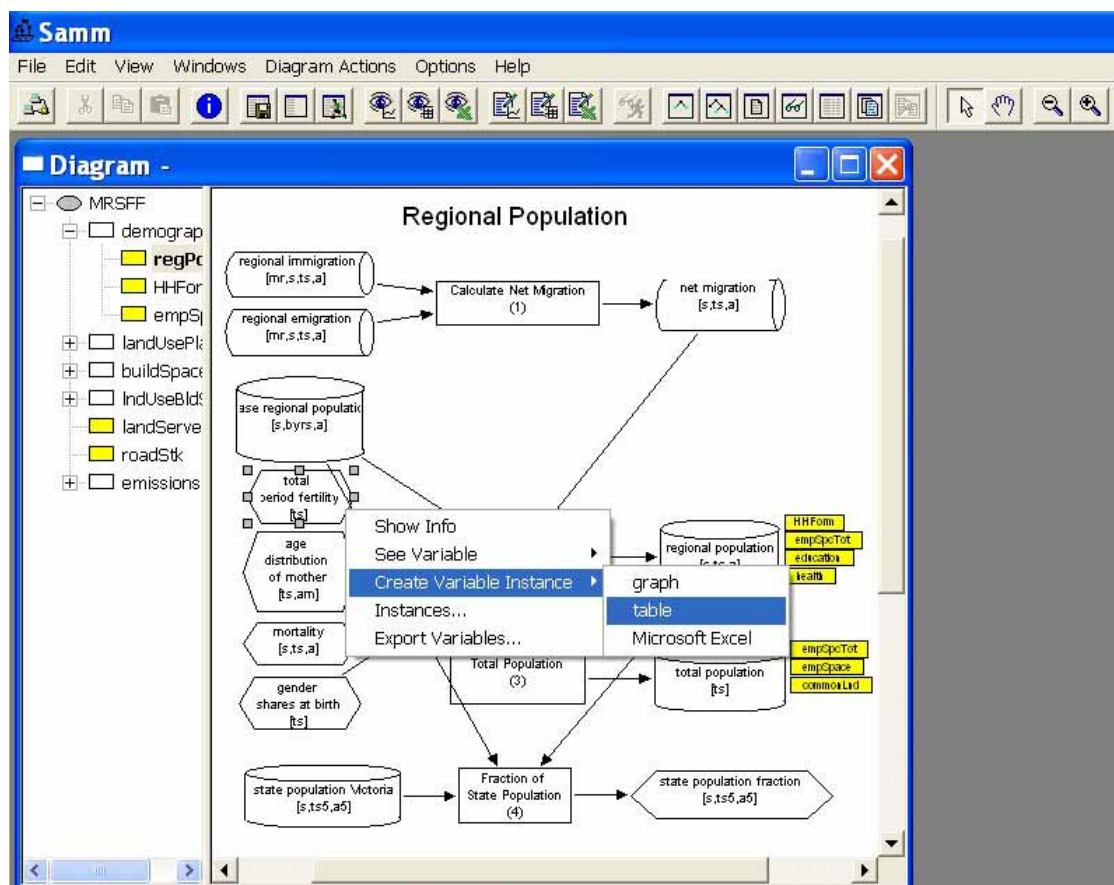 Samm
File Edit View Windows Diagram Actions Options Help
Diagram -
MRSFF
demograp
regPo
HHFor
empSp
landUsePl
buildSpace
landServe
roadStk
emissions
Regional Population
regional immigration
[mr,s,ts,a]
Calculate Net Migration
(1)
net migration
[s,ts,a]
regional emigration
[mr,s,ts,a]
ase regional populatio
[s,byrs,a]
total
period fertility
[ts]
age
distribution
of mother
[ts,am]
mortality
[s,ts,a]
gender
shares at birth
[ts]
Show Info
See Variable
Create Variable Instance
Instances...
Export Variables...
graph
table
Microsoft Excel
regional population
[s,ts,a]
HHForm
empSpcTot
education
health
Total Population
(3)
total population
[ts]
empSpcTot
empSpace
commonLnd
state population Victoria
[s,ts5,a5]
Fraction of
State Population
(4)
state population fraction
[s,ts5,a5]